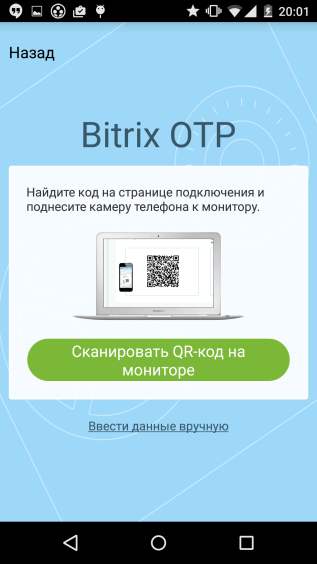 20:01
Назад
Bitrix OTP
Найдите код на странице подключения и
поднесите камеру телефона к монитору.
Сканировать QR-код на
мониторе
Ввести данные вручную